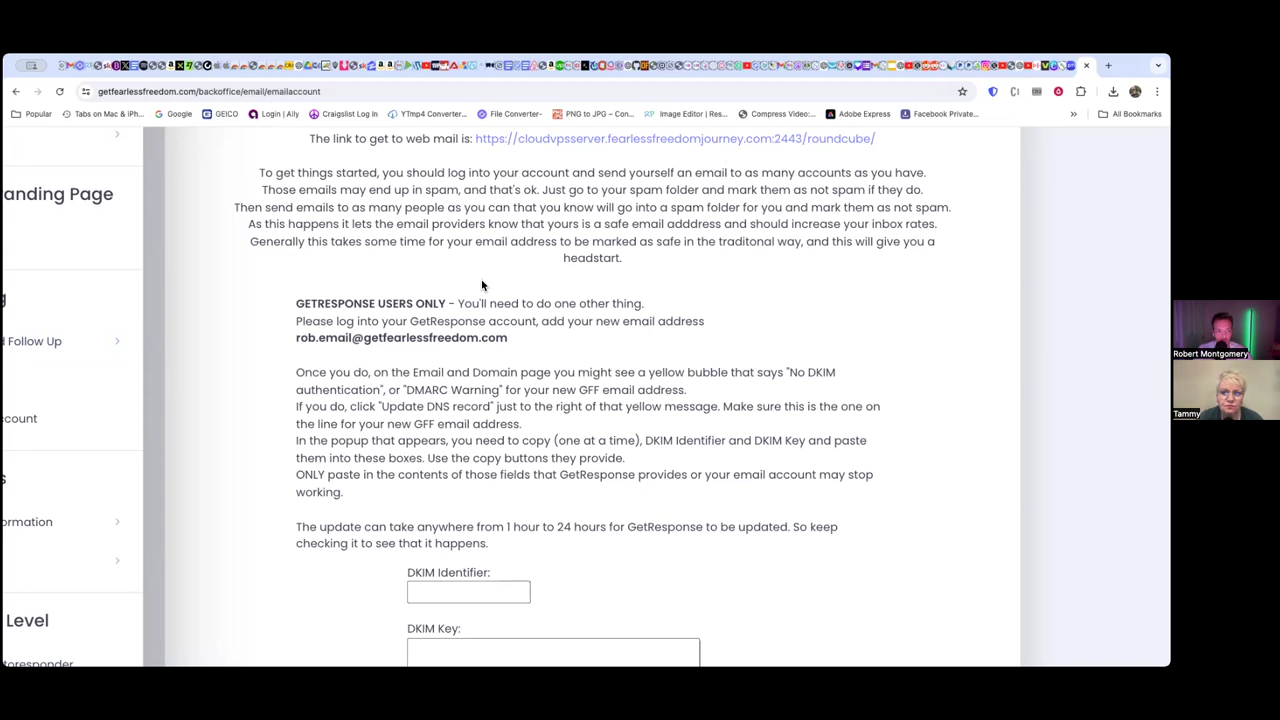 getfearlessfreedom.com/backoffice/email/emailaccount
Popular
Tabs on Mac & iPh...
Google
GEICO
Login | Ally
Craigslist Log In
YTmp4 Converter...
File Converter-
PNG to JPG – Con...
Image Editor | Res...
Compress Video:...
Adobe Express
Facebook Private...
All Bookmarks
anding Page
d Follow Up
ccount
s
ormation
Level
toresponder
The link to get to web mail is: https://cloudvpsserver.fearlessfreedomjourney.com:2443/roundcube/
To get things started, you should log into your account and send yourself an email to as many accounts as you have.
Those emails may end up in spam, and that's ok. Just go to your spam folder and mark them as not spam if they do.
Then send emails to as many people as you can that you know will go into a spam folder for you and mark them as not spam.
As this happens it lets the email providers know that yours is a safe email adddress and should increase your inbox rates.
Generally this takes some time for your email address to be marked as safe in the traditonal way, and this will give you a
headstart.
GETRESPONSE USERS ONLY - You'll need to do one other thing.
Please log into your GetResponse account, add your new email address
rob.email@getfearlessfreedom.com
Once you do, on the Email and Domain page you might see a yellow bubble that says "No DKIM
authentication", or "DMARC Warning" for your new GFF email address.
If you do, click "Update DNS record" just to the right of that yellow message. Make sure this is the one on
the line for your new GFF email address.
In the popup that appears, you need to copy (one at a time), DKIM Identifier and DKIM Key and paste
them into these boxes. Use the copy buttons they provide.
ONLY paste in the contents of those fields that GetResponse provides or your email account may stop
working.
The update can take anywhere from 1 hour to 24 hours for GetResponse to be updated. So keep
checking it to see that it happens.
DKIM Identifier:
DKIM Key:
Robert Montgomery
Tammy